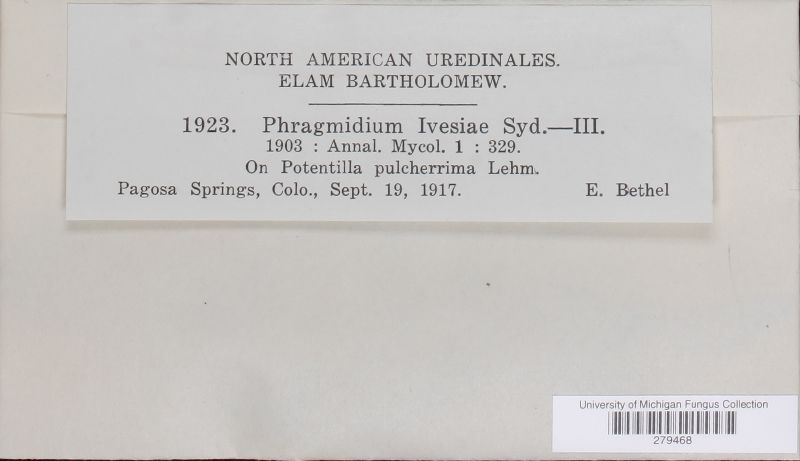 NORTH AMERICAN UREDINALES.
ELAM BARTHOLOMEW.
1923. Phragmidium Ivesiae Syd.—III.
1903 : Annal. Mycol. 1 : 329.
On Potentilla pulcherrima Lehm.
Pagosa Springs, Colo., Sept. 19, 1917. E. Bethel
University of Michigan Fungus Collection
279468